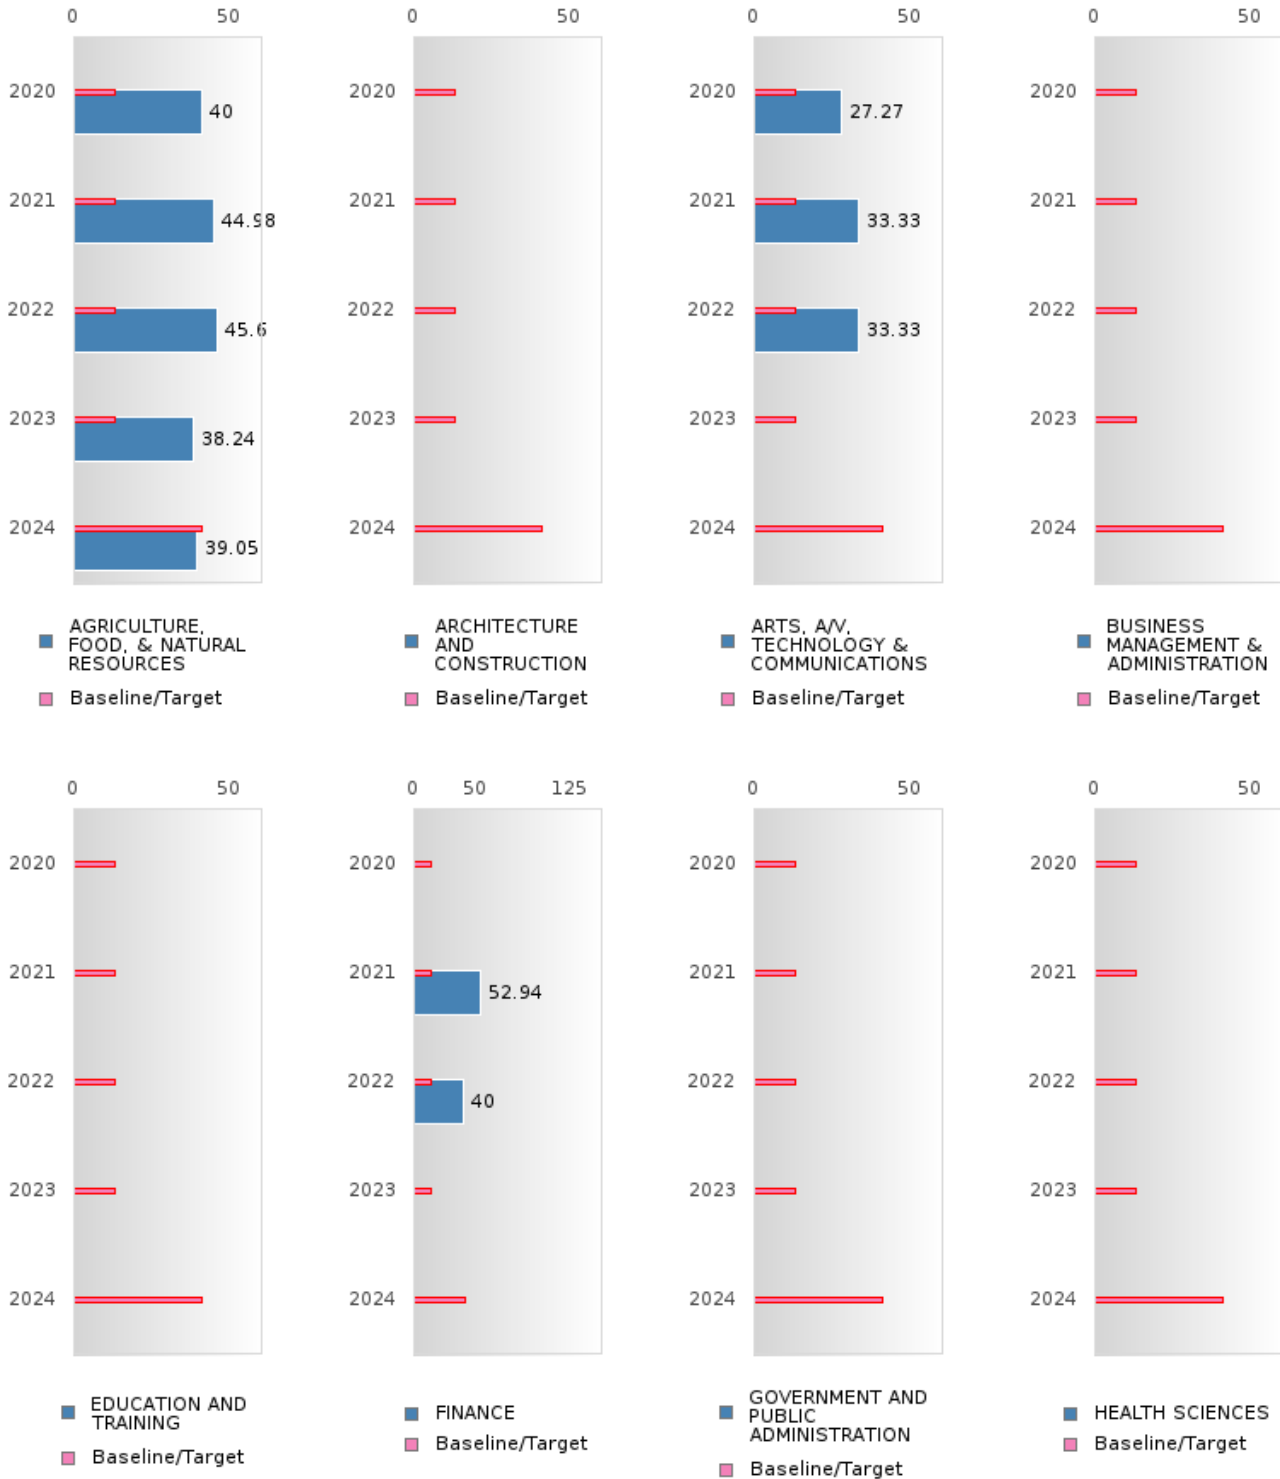 0 50
2020
40
2021
44.98
2022
45.6
2023
38.24
2024
39.05
AGRICULTURE,
FOOD, & NATURAL
RESOURCES
Baseline/Target
0 50
2020
2021
2022
2023
2024
ARCHITECTURE
AND
CONSTRUCTION
Baseline/Target
0 50
2020
27.27
2021
33.33
2022
33.33
2023
2024
ARTS, A/V,
TECHNOLOGY &
COMMUNICATIONS
Baseline/Target
0 50
2020
2021
2022
2023
2024
BUSINESS
MANAGEMENT &
ADMINISTRATION
Baseline/Target
0 50
2020
2021
2022
2023
2024
EDUCATION AND
TRAINING
Baseline/Target
0 50 125
2020
2021
52.94
2022
40
2023
2024
FINANCE
Baseline/Target
0 50
2020
2021
2022
2023
2024
GOVERNMENT AND
PUBLIC
ADMINISTRATION
Baseline/Target
0 50
2020
2021
2022
2023
2024
HEALTH SCIENCES
Baseline/Target